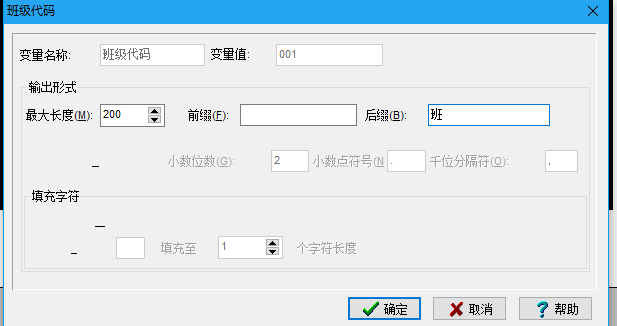 班级代码
变量名称: 班级代码 变量值: 001
输出形式
最大长度(M): 200 前缀(F): 后缀(B): 班
小数位数(G): 2 小数点符号(N . 千位分隔符(O): ,
填充字符
填充至 1 个字符长度
确定 取消 帮助